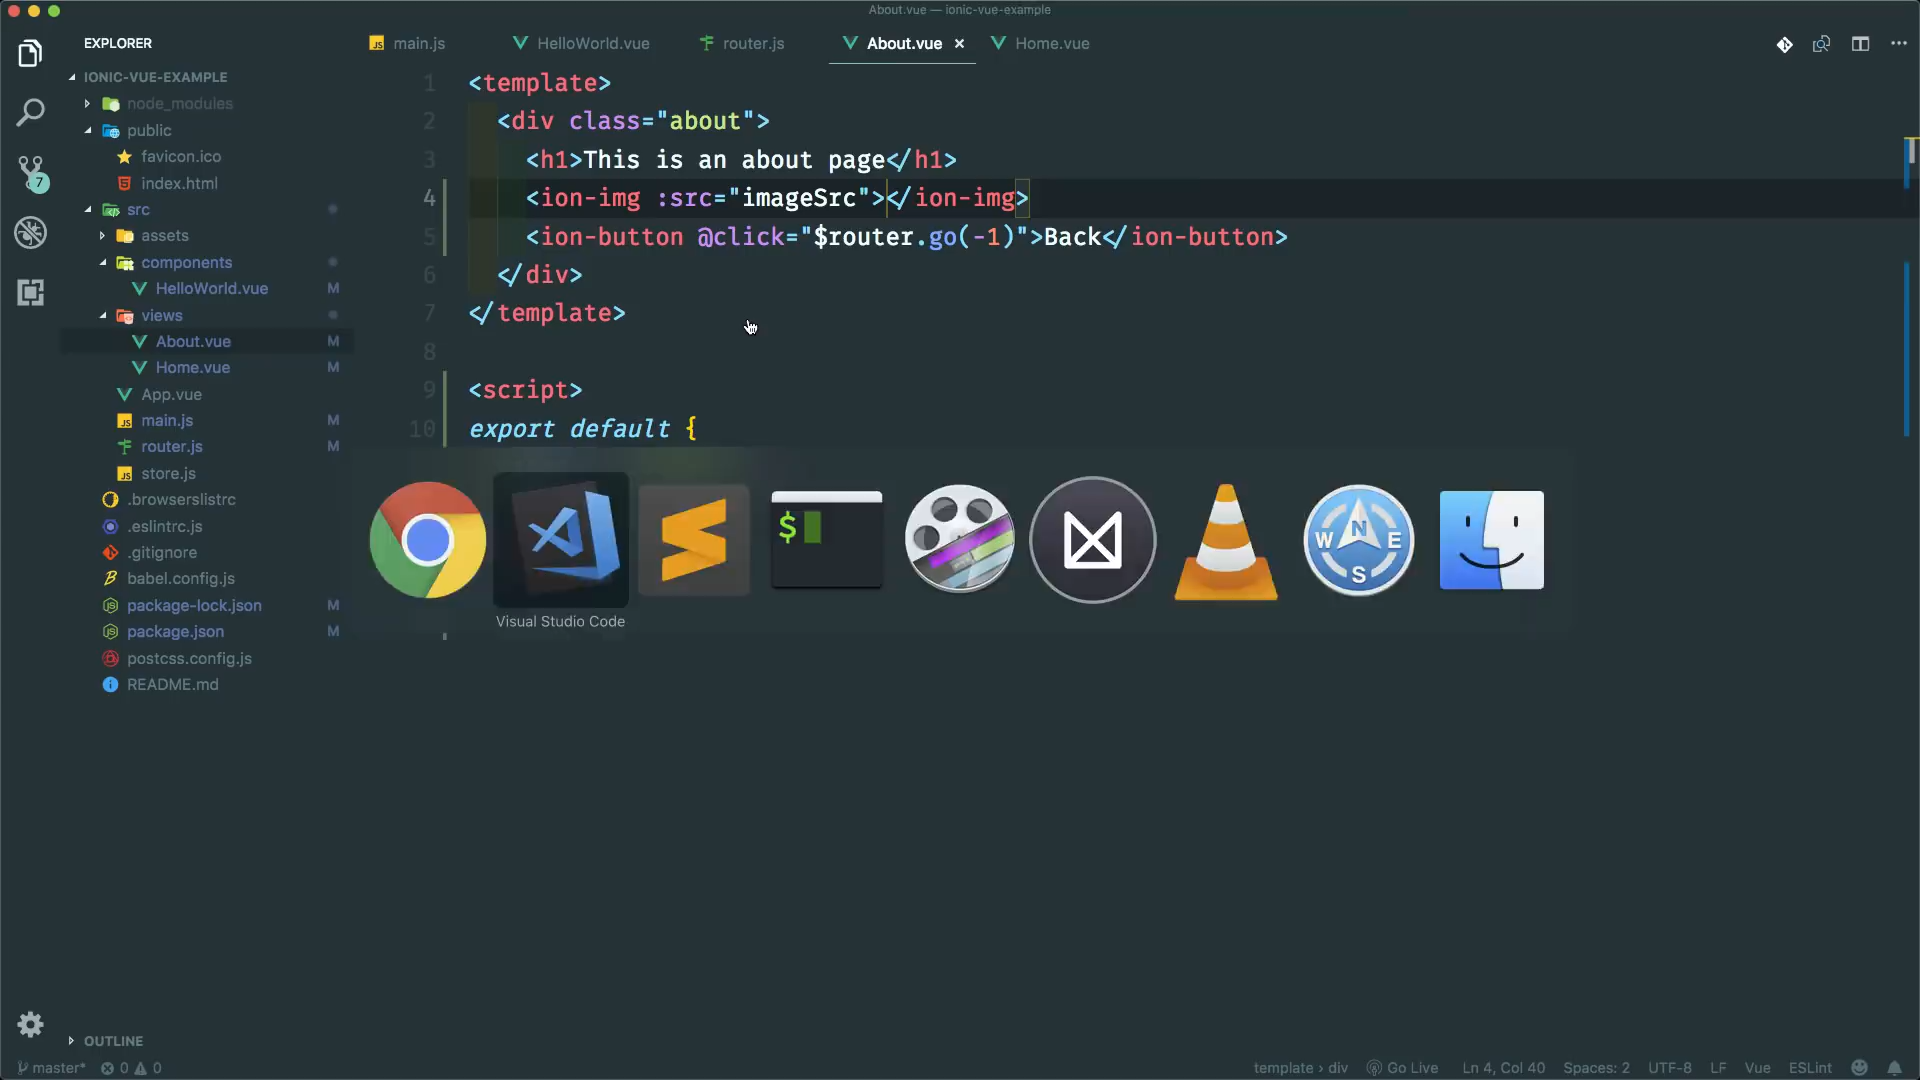 About.vue — ionic-vue-example
EXPLORER
IONIC-VUE-EXAMPLE
node_modules
public
favicon.ico
index.html
src
assets
components
HelloWorld.vue M
views
About.vue M
Home.vue M
App.vue
main.js M
router.js M
store.js
.browserslistrc
.eslintrc.js
.gitignore
babel.config.js
package-lock.json M
package.json M
postcss.config.js
README.md
OUTLINE
7
main.js
HelloWorld.vue
router.js
About.vue ×
Home.vue
1 <template>
2 <div class="about">
3 <h1>This is an about page</h1>
4 <ion-img :src="imageSrc"></ion-img>
5 <ion-button @click="$router.go(-1)">Back</ion-button>
6 </div>
7 </template>
8
9 <script>
10 export default {
$
N
W E
S
Visual Studio Code
master* 0 0
template › div Go Live Ln 4, Col 40 Spaces: 2 UTF-8 LF Vue ESLint